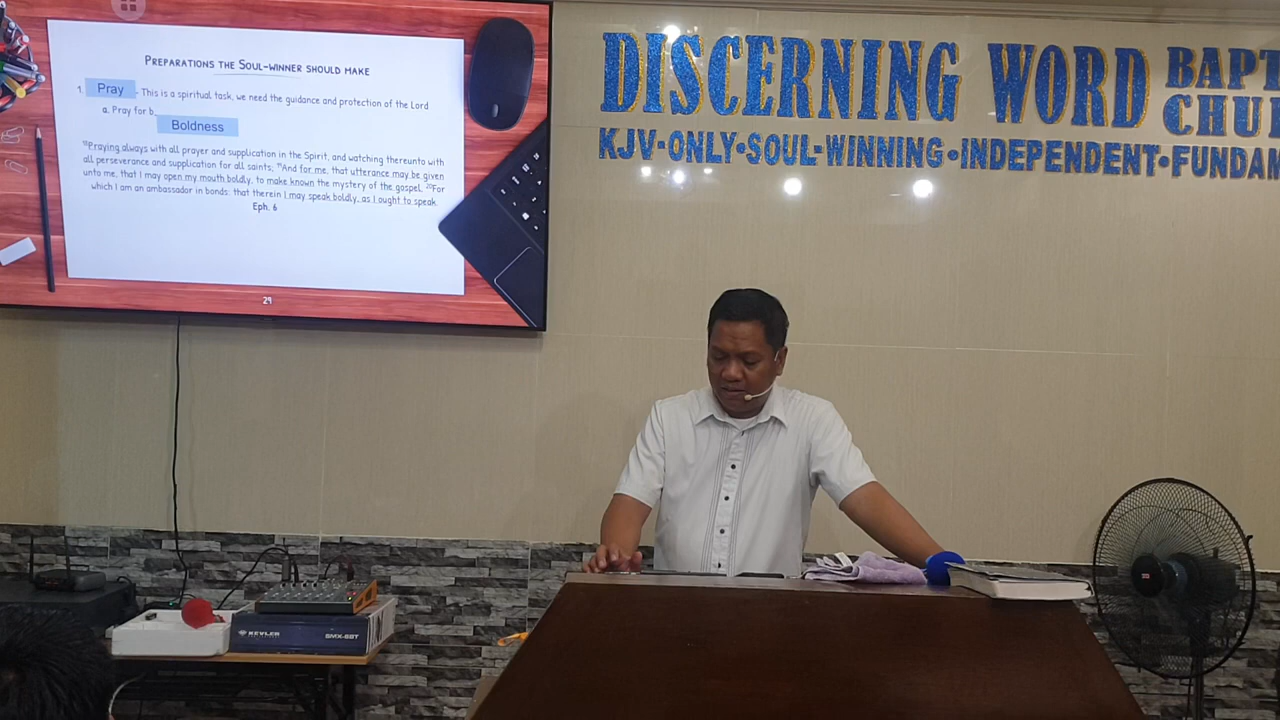 PREPARATIONS THE SOUL-WINNER SHOULD MAKE
1. Pray - This is a spiritual task, we need the guidance and protection of the Lord
a. Pray for b
Boldness
18Praying always with all prayer and supplication in the Spirit, and watching thereunto with
all perseverance and supplication for all saints; 19And for me, that utterance may be given
unto me, that I may open my mouth boldly, to make known the mystery of the gospel, 20For
which I am an ambassador in bonds: that therein I may speak boldly, as I ought to speak.
Eph. 6
29
DISCERNING WORD BAPT
CHU
KJV-ONLY•SOUL-WINNING•INDEPENDENT•FUNDAM
KEVLER
SMX-6BT